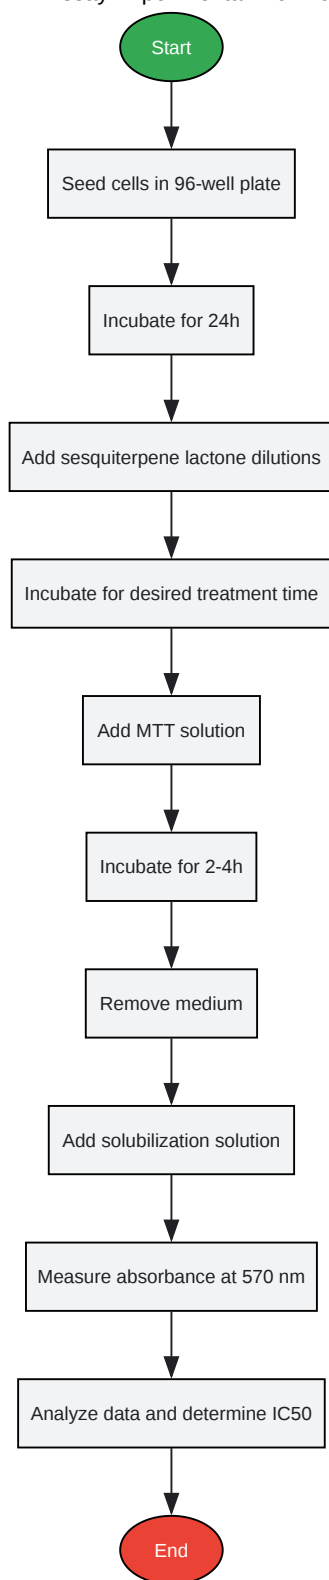 Start
Seed cells in 96-well plate
Incubate for 24h
Add sesquiterpene lactone dilutions
Incubate for desired treatment time
Add MTT solution
Incubate for 2-4h
Remove medium
Add solubilization solution
Measure absorbance at 570 nm
Analyze data and determine IC50
End